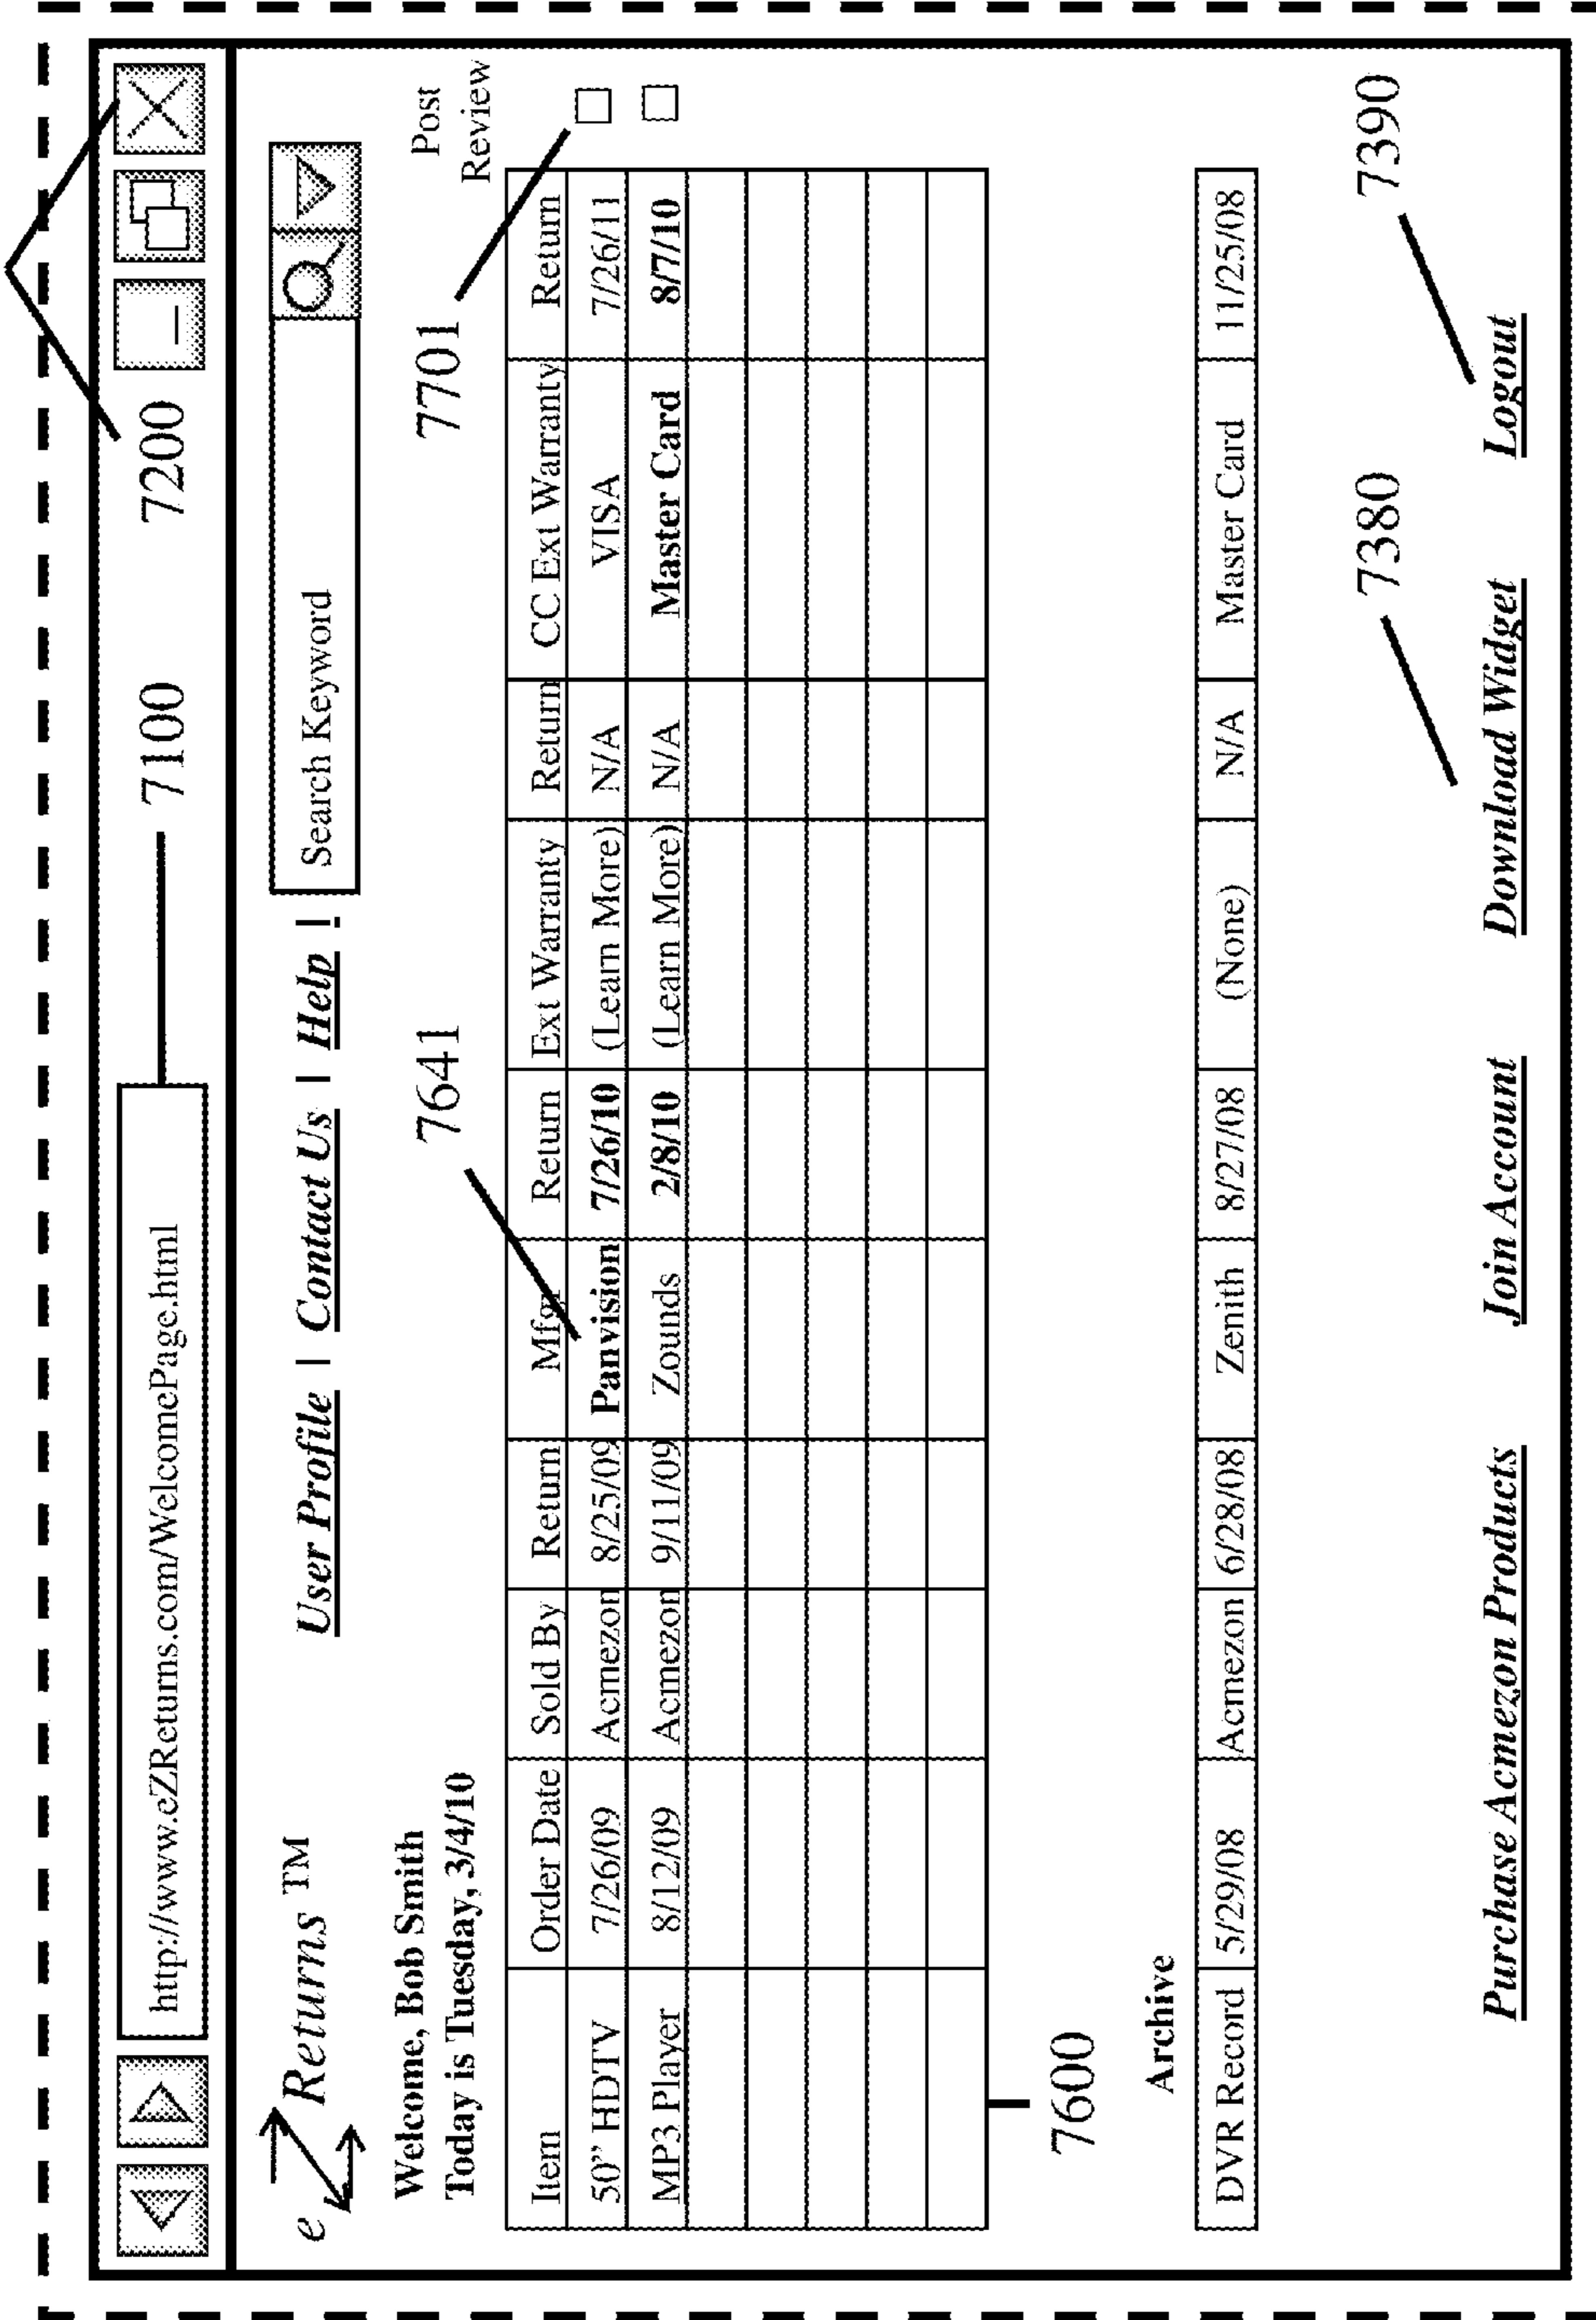 http://www.eZReturns.com/WelcomePage.html 7100 7200
e Z Returns TM User Profile | Contact Us | Help | Search Keyword
Welcome, Bob Smith
Today is Tuesday, 3/4/10
7641 7701 Post
Review
Item Order Date Sold By Return Mfgr Return Ext Warranty Return CC Ext Warranty Return
50" HDTV 7/26/09 Acmezon 8/25/09 Panvision 7/26/10 (Learn More) N/A VISA 7/26/11
MP3 Player 8/12/09 Acmezon 9/11/09 Zounds 2/8/10 (Learn More) N/A Master Card 8/7/10
7600
Archive
DVR Record 5/29/08 Acmezon 6/28/08 Zenith 8/27/08 (None) N/A Master Card 11/25/08
7380 7390
Purchase Acmezon Products Join Account Download Widget Logout